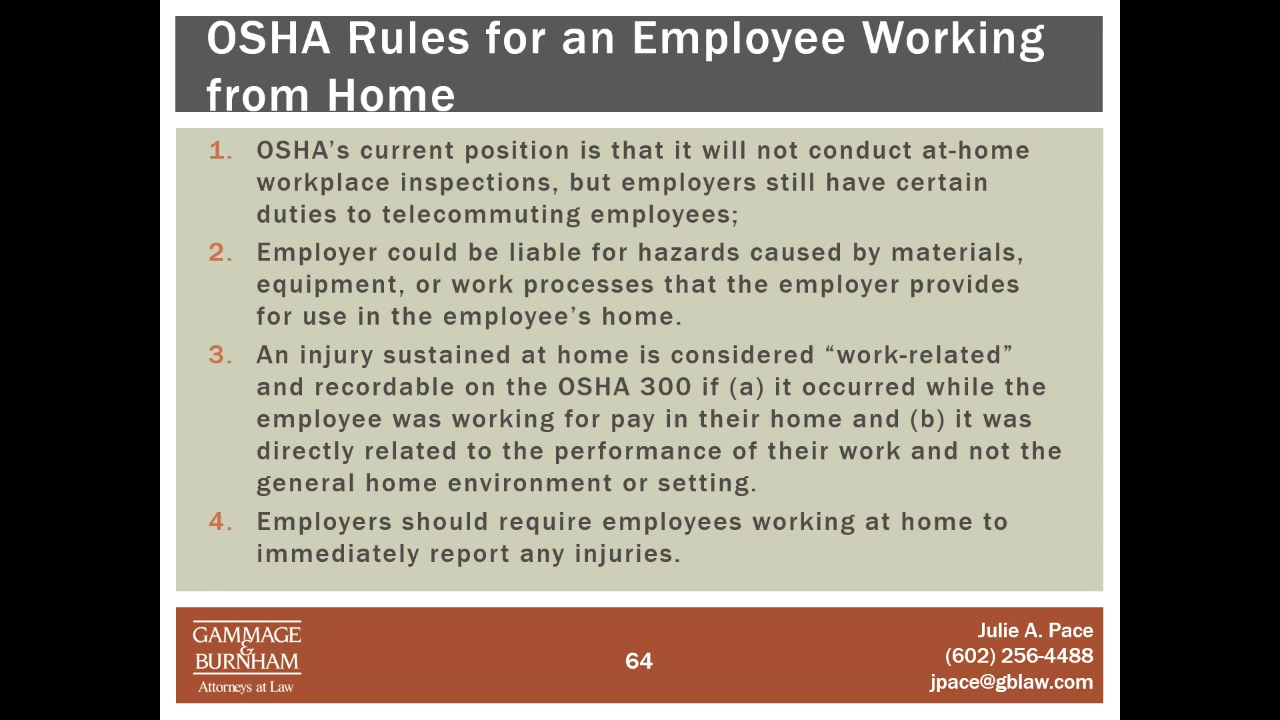 OSHA Rules for an Employee Working
from Home
1. OSHA’s current position is that it will not conduct at-home
workplace inspections, but employers still have certain
duties to telecommuting employees;
2. Employer could be liable for hazards caused by materials,
equipment, or work processes that the employer provides
for use in the employee’s home.
3. An injury sustained at home is considered “work-related”
and recordable on the OSHA 300 if (a) it occurred while the
employee was working for pay in their home and (b) it was
directly related to the performance of their work and not the
general home environment or setting.
4. Employers should require employees working at home to
immediately report any injuries.
GAMMAGE
&
BURNHAM
Attorneys at Law
64
Julie A. Pace
(602) 256-4488
jpace@gblaw.com